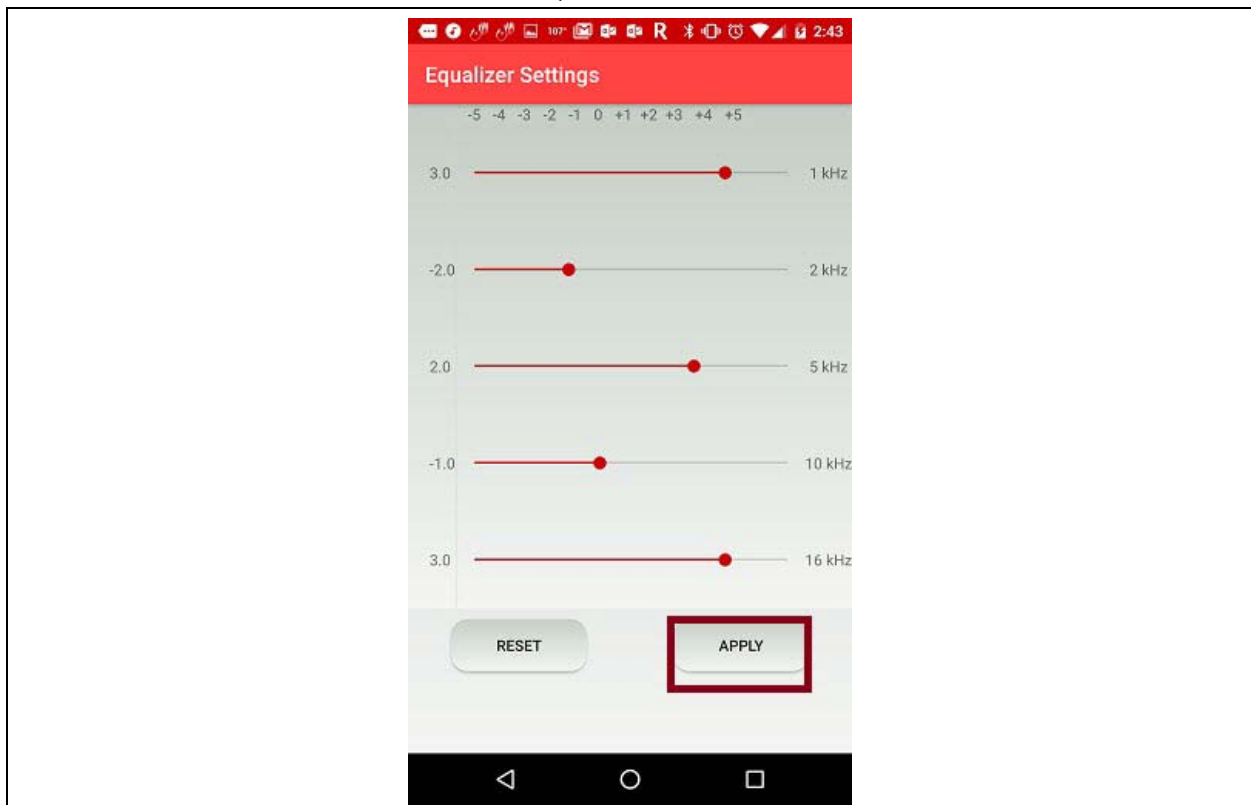 107° R 2:43
Equalizer Settings
-5 -4 -3 -2 -1 0 +1 +2 +3 +4 +5
3.0 1 kHz
-2.0 2 kHz
2.0 5 kHz
-1.0 10 kHz
3.0 16 kHz
RESET APPLY